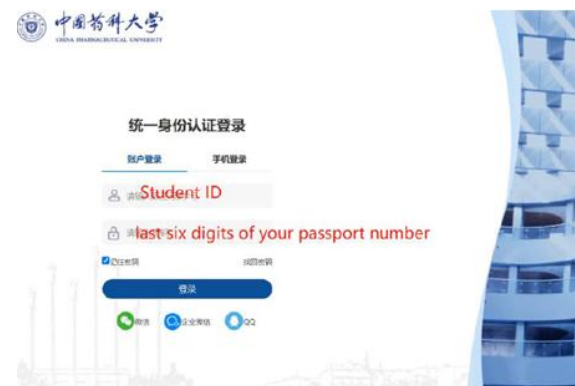 中国药科大学
CHINA PHARMACEUTICAL UNIVERSITY
统一身份认证登录
账户登录 手机登录
Student ID
last six digits of your passport number
记住密码 找回密码
登录
微信 企业微信 QQ